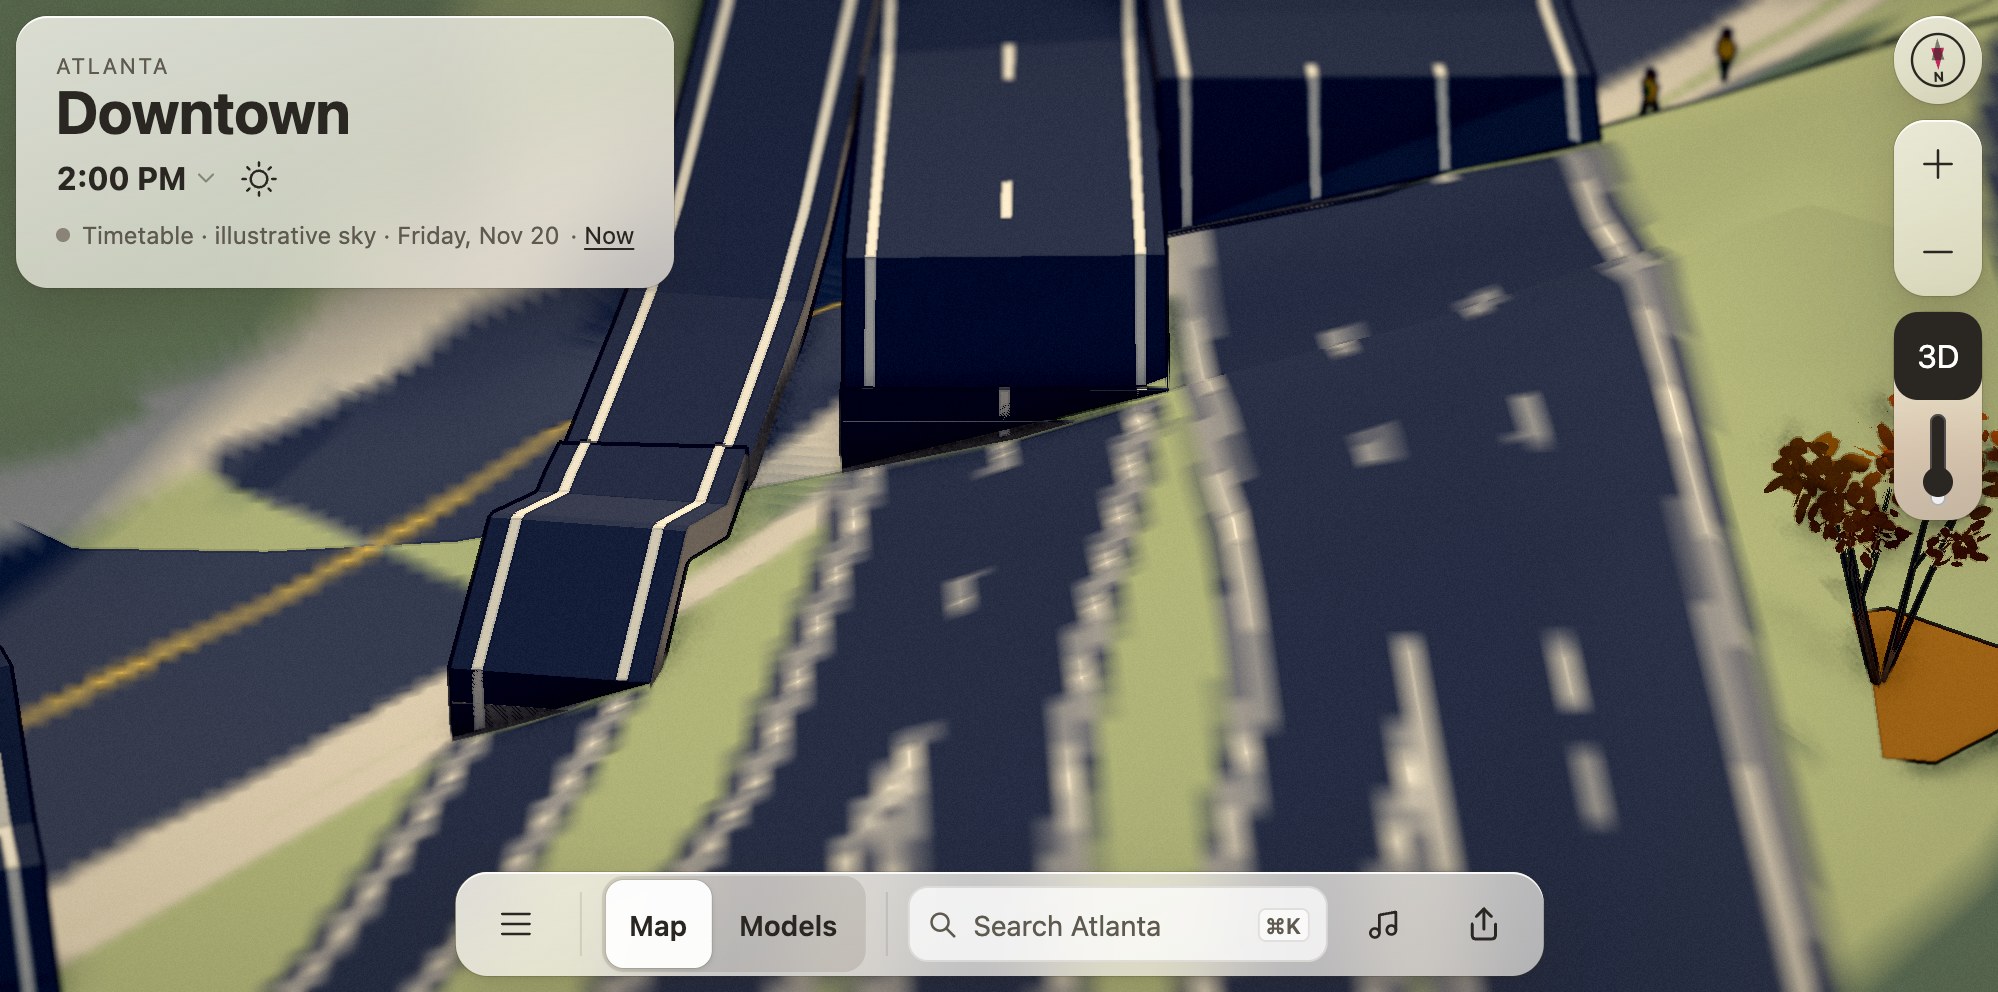 ATLANTA
Downtown
2:00 PM
Timetable · illustrative sky · Friday, Nov 20 · Now
N
3D
Map
Models
Search Atlanta
⌘K